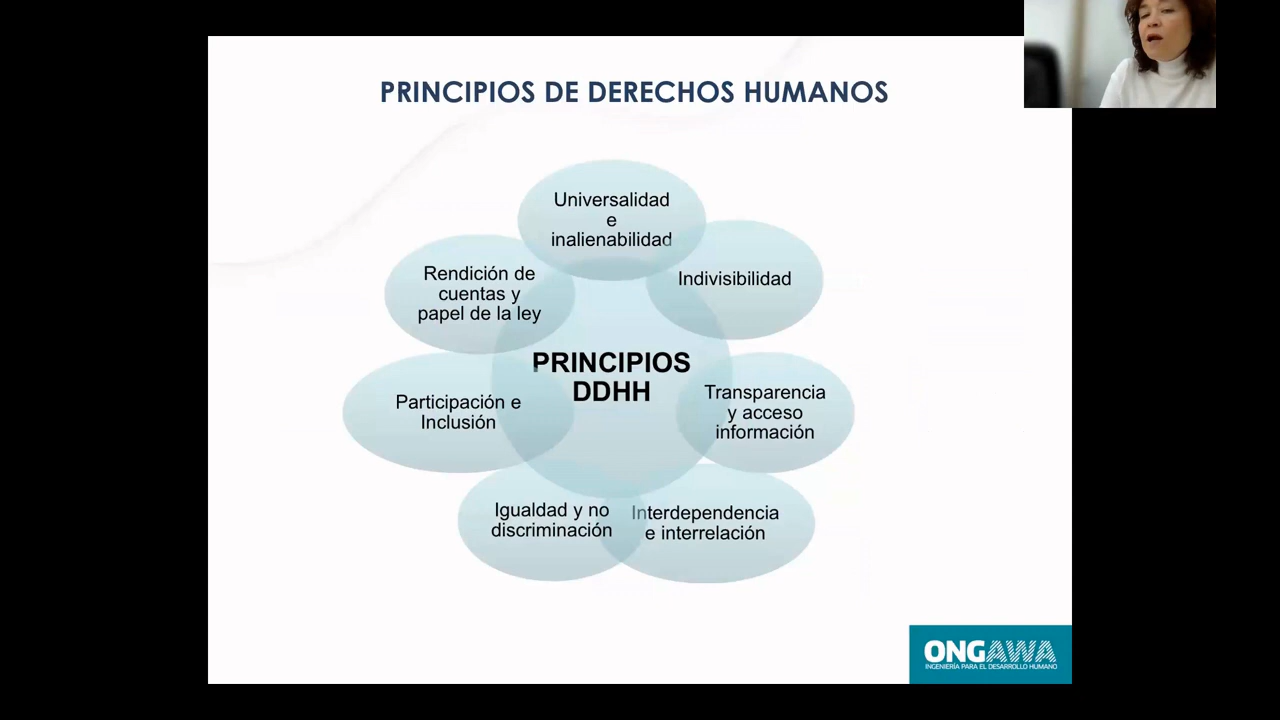 PRINCIPIOS DE DERECHOS HUMANOS
Universalidad
e
inalienabilidad
Indivisibilidad
Rendición de
cuentas y
papel de la ley
PRINCIPIOS
DDHH
Transparencia
y acceso
información
Participación e
Inclusión
Igualdad y no
discriminación
Interdependencia
e interrelación
ONGAWA
INGENIERÍA PARA EL DESARROLLO HUMANO